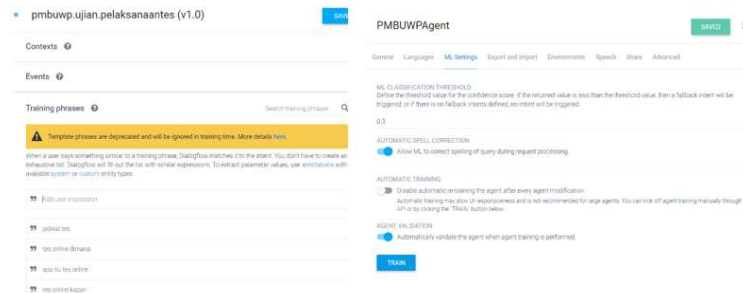 pmbuwp.ujian.pelaksanaantes (v1.0)
SAVE
Contexts
Events
Training phrases
Search training phrases
Template phrases are deprecated and will be ignored in training time. More details here.
When a user says something similar to a training phrase, Dialogflow matches it to the intent. You don't have to create an
exhaustive list. Dialogflow will fill out the list with similar expressions. To extract parameter values, use annotations with
available system or custom entity types.
Add user expression
jadwal tes
tes online dimana
apa itu tes online
tes online kapan
PMBUWPAgent
SAVED
General Languages ML Settings Export and Import Environments Speech Share Advanced
ML CLASSIFICATION THRESHOLD
Define the threshold value for the confidence score. If the returned value is less than the threshold value, then a fallback intent will be
triggered, or if there is no fallback intents defined, no intent will be triggered.
0.3
AUTOMATIC SPELL CORRECTION
Allow ML to correct spelling of query during request processing.
AUTOMATIC TRAINING
Disable automatic re-training the agent after every agent modification.
Automatic training may slow UI responsiveness and is not recommended for large agents. You can kick off agent training manually through
API or by clicking the 'TRAIN' button below.
AGENT VALIDATION
Automatically validate the agent when agent training is performed.
TRAIN